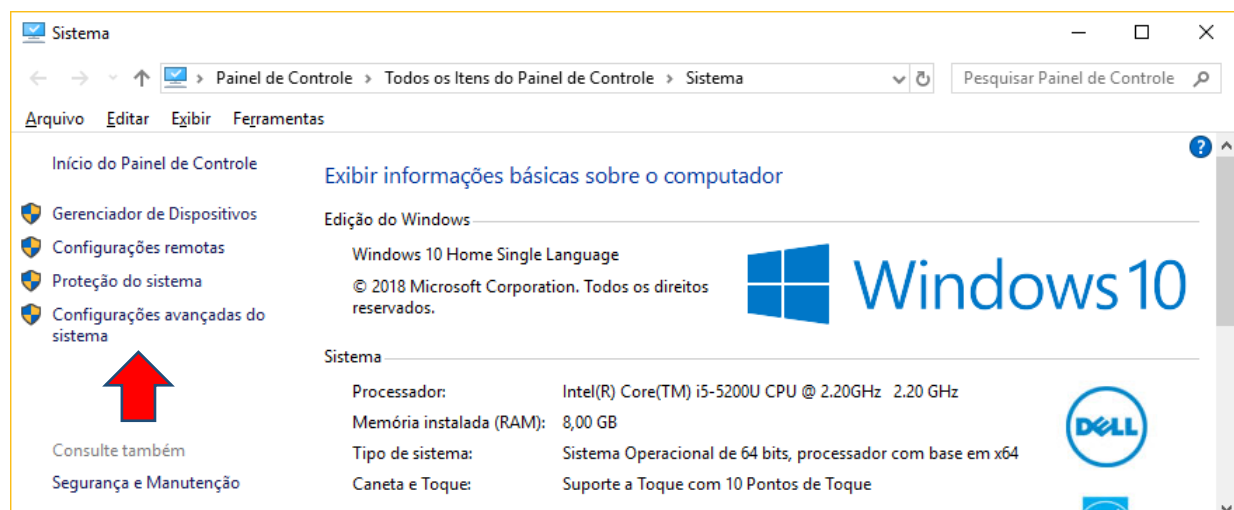 Sistema
Painel de Controle > Todos os Itens do Painel de Controle > Sistema
Pesquisar Painel de Controle
Arquivo Editar Exibir Ferramentas
Início do Painel de Controle
Gerenciador de Dispositivos
Configurações remotas
Proteção do sistema
Configurações avançadas do
sistema
Consulte também
Segurança e Manutenção
?
Exibir informações básicas sobre o computador
Edição do Windows
Windows 10 Home Single Language
© 2018 Microsoft Corporation. Todos os direitos
reservados.
Windows 10
Sistema
Processador: Intel(R) Core(TM) i5-5200U CPU @ 2.20GHz 2.20 GHz
Memória instalada (RAM): 8,00 GB
Tipo de sistema: Sistema Operacional de 64 bits, processador com base em x64
Caneta e Toque: Suporte a Toque com 10 Pontos de Toque
DELL